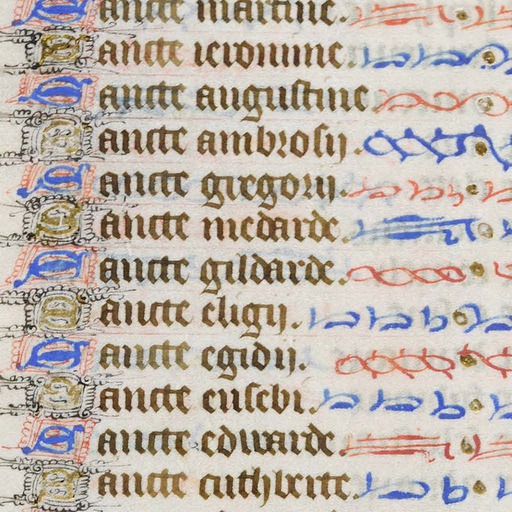 Sancte martine.
Sancte ieronime
Sancte augustine
Sancte ambrosij.
Sancte gregorij.
Sancte medarde.
Sancte gildarde.
Sancte eligij.
Sancte egidij.
Sancte eusebi.
Sancte edwarde.
Sancte cuthberte.